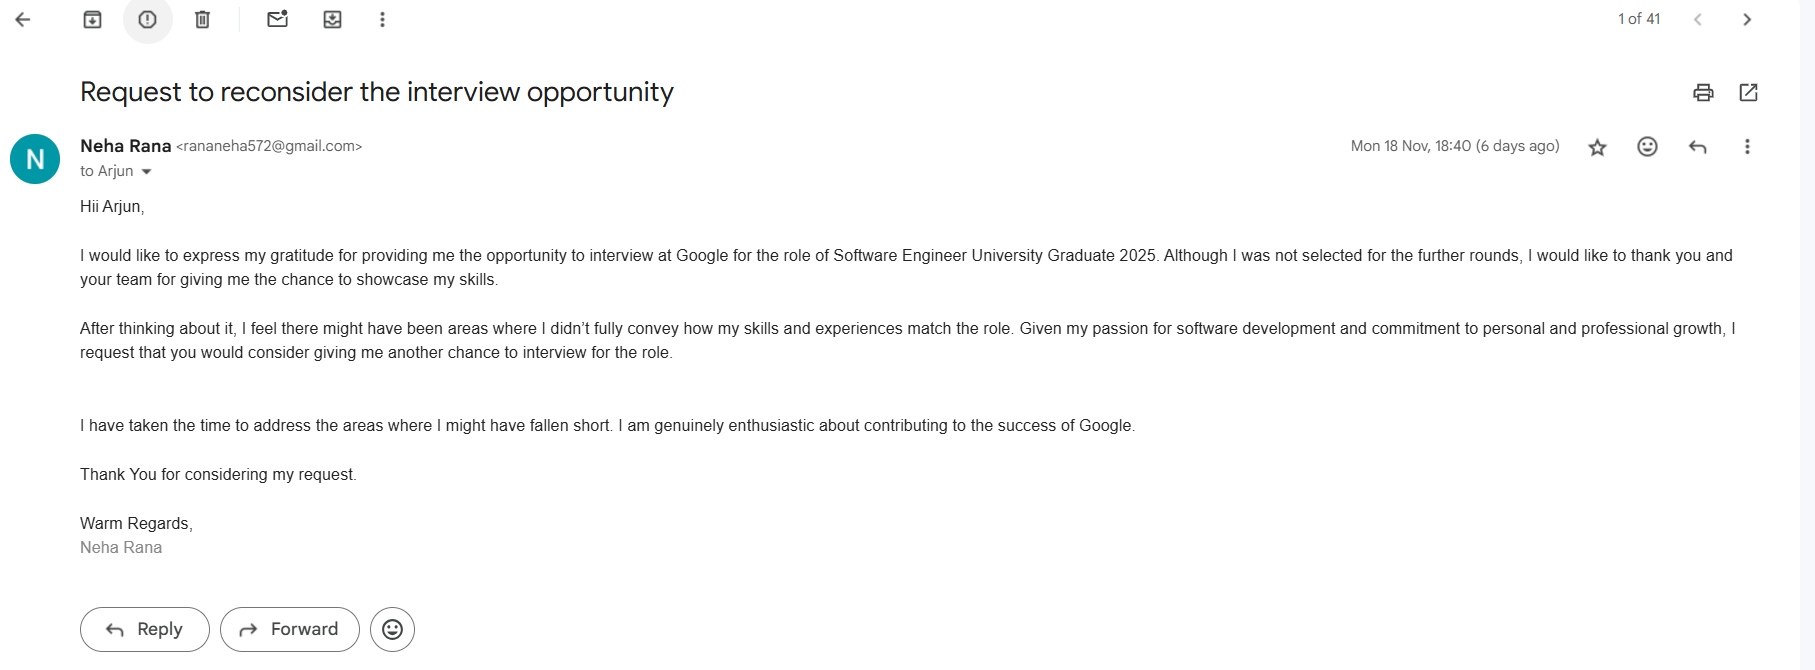 1 of 41
Request to reconsider the interview opportunity
N
Neha Rana <rananeha572@gmail.com>
Mon 18 Nov, 18:40 (6 days ago)
to Arjun
Hii Arjun,
I would like to express my gratitude for providing me the opportunity to interview at Google for the role of Software Engineer University Graduate 2025. Although I was not selected for the further rounds, I would like to thank you and
your team for giving me the chance to showcase my skills.
After thinking about it, I feel there might have been areas where I didn’t fully convey how my skills and experiences match the role. Given my passion for software development and commitment to personal and professional growth, I
request that you would consider giving me another chance to interview for the role.
I have taken the time to address the areas where I might have fallen short. I am genuinely enthusiastic about contributing to the success of Google.
Thank You for considering my request.
Warm Regards,
Neha Rana
Reply
Forward